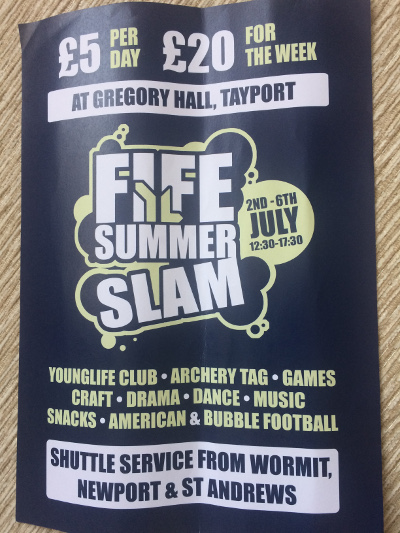 £5 PER DAY £20 FOR THE WEEK
AT GREGORY HALL, TAYPORT
FIFE
YL
SUMMER
SLAM
2ND - 6TH
JULY
12:30-17:30
YOUNGLIFE CLUB • ARCHERY TAG • GAMES
CRAFT • DRAMA • DANCE • MUSIC
SNACKS • AMERICAN & BUBBLE FOOTBALL
SHUTTLE SERVICE FROM WORMIT,
NEWPORT & ST ANDREWS